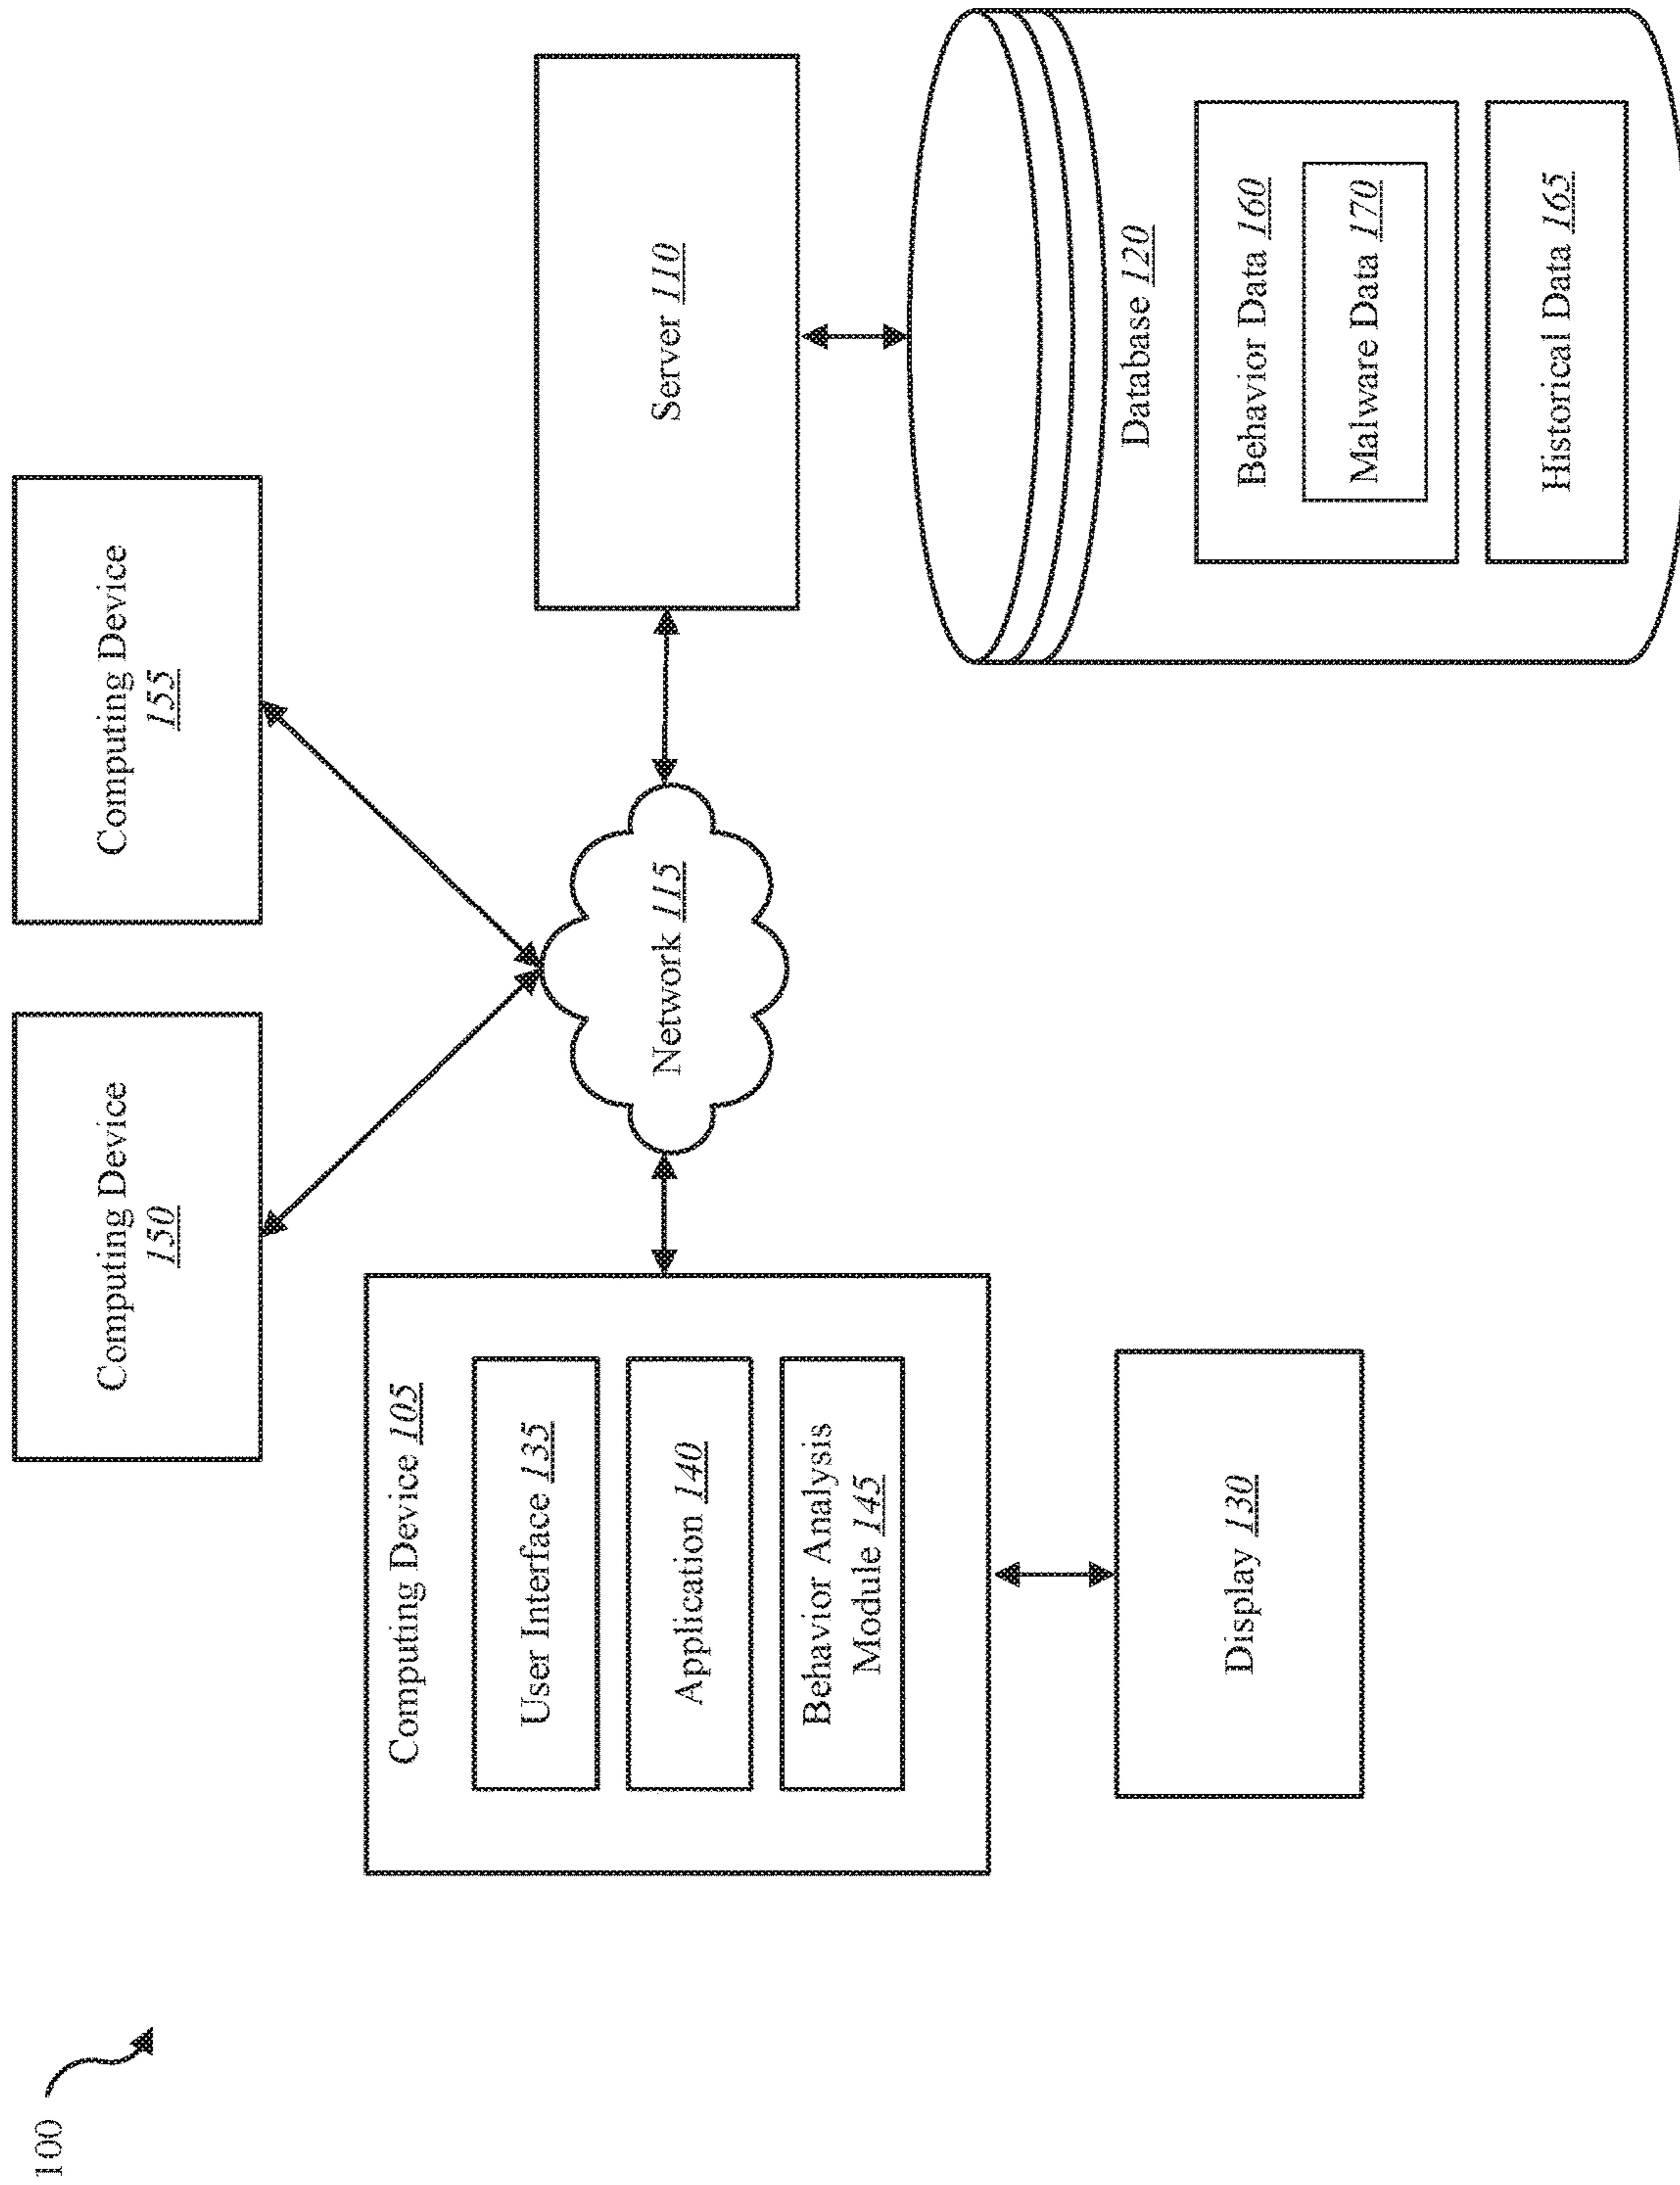 100
Computing Device
150
Computing Device
155
Computing Device 105
User Interface 135
Application 140
Behavior Analysis
Module 145
Network 115
Server 110
Display 130
Database 120
Behavior Data 160
Malware Data 170
Historical Data 165